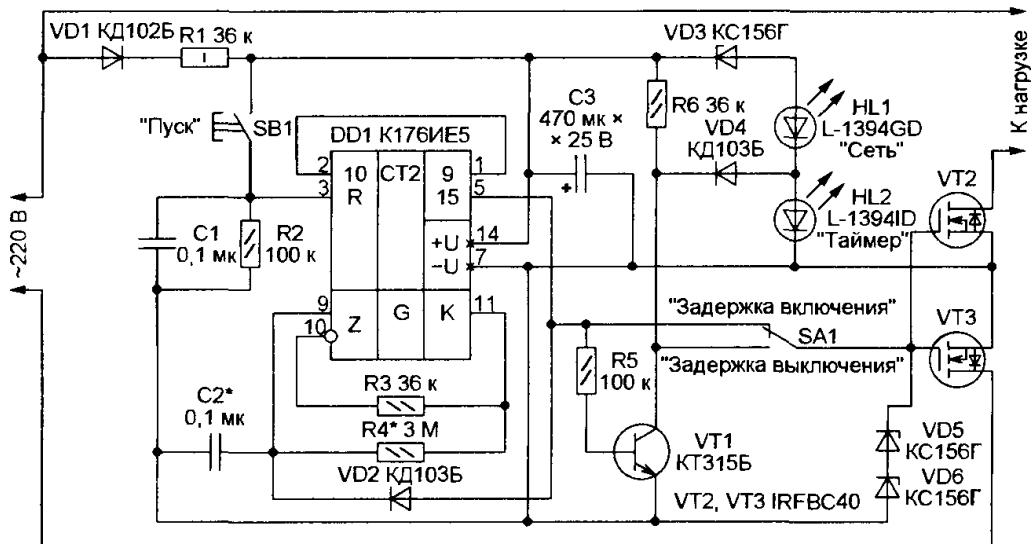 VD1 КД102Б
R1 36 к
VD3 КС156Г
К нагрузке
"Пуск"
SB1
DD1 К176ИЕ5
C3
470 мк ×
× 25 В
+
R6 36 к
VD4
КД103Б
HL1
L-1394GD
"Сеть"
HL2
L-1394ID
"Таймер"
VT2
~220 В
2
3
10
R
CT2
9
15
1
5
+U
−U
14
7
C1
0,1 мк
R2
100 к
9
10
Z
G
K
11
"Задержка включения"
SA1
"Задержка выключения"
VT3
R5
100 к
R3 36 к
C2*
0,1 мк
R4* 3 М
VD2 КД103Б
VT1
КТ315Б
VD5
КС156Г
VD6
КС156Г
VT2, VT3 IRFBC40